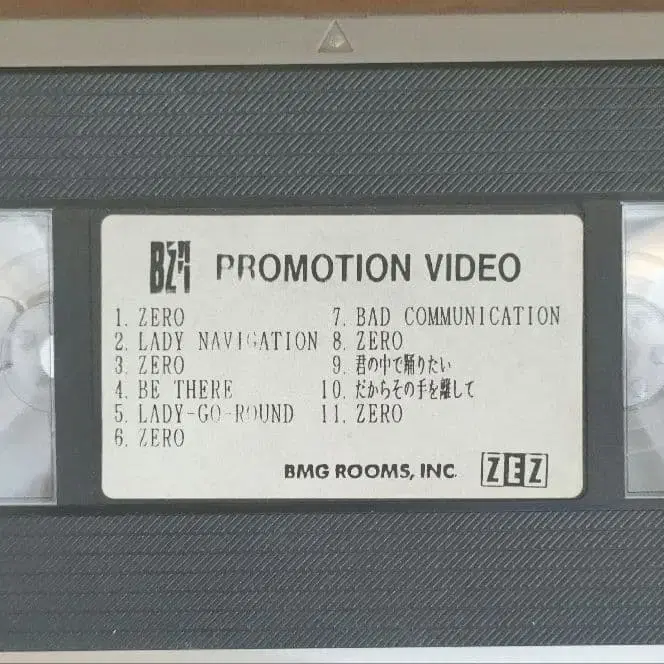 B'z PROMOTION VIDEO
1. ZERO
2. LADY NAVIGATION
3. ZERO
4. BE THERE
5. LADY-GO-ROUND
6. ZERO
7. BAD COMMUNICATION
8. ZERO
9. 君の中で踊りたい
10. だからその手を離して
11. ZERO
BMG ROOMS, INC. ZEZ